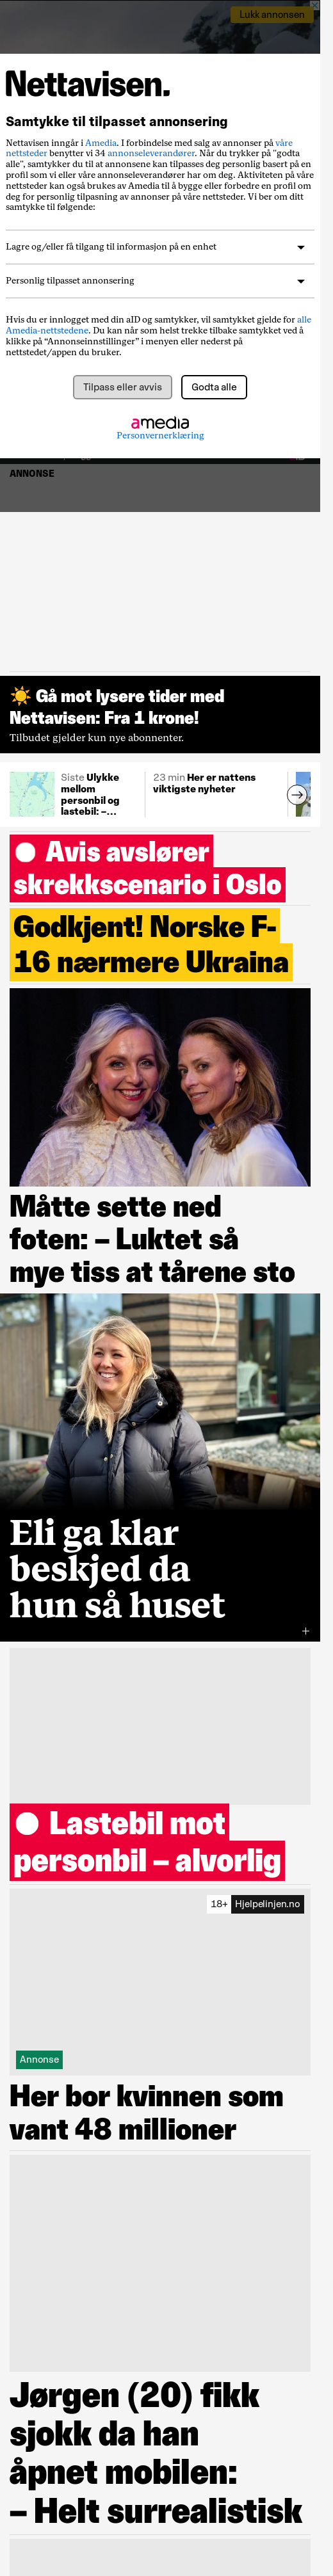 Lukk annonsen
Nettavisen.
Samtykke til tilpasset annonsering
Nettavisen inngår i Amedia. I forbindelse med salg av annonser på våre
nettsteder benytter vi 34 annonseleverandører. Når du trykker på "godta
alle", samtykker du til at annonsene kan tilpasses deg personlig basert på en
profil som vi eller våre annonseleverandører har om deg. Aktiviteten på våre
nettsteder kan også brukes av Amedia til å bygge eller forbedre en profil om
deg for riktigst tilpasning av annonser på våre nettsteder. Vi ber om ditt
samtykke til følgende:
Lagre og/eller få tilgang til informasjon på en enhet
Personlig tilpasset annonsering
Hvis du er innlogget med din aID og samtykker, vil samtykket gjelde for alle
Amedia-nettstedene. Du kan når som helst trekke tilbake samtykket ved å
klikke på “Annonseinnstillinger” i menyen eller nederst på
nettstedet/appen du bruker.
Tilpass eller avvis
Godta alle
amedia
Personvernerklæring
ANNONSE
☀️ Gå mot lysere tider med
Nettavisen: Fra 1 krone!
Tilbudet gjelder kun nye abonnenter.
Siste Ulykke
mellom
personbil og
lastebil: –...
23 min Her er nattens
viktigste nyheter
Avis avslører
skrekkscenario i Oslo
Godkjent! Norske F-
16 nærmere Ukraina
Måtte sette ned
foten: – Luktet så
mye tiss at tårene sto
Eli ga klar
beskjed da
hun så huset
+
Lastebil mot
personbil – alvorlig
18+ Hjelpelinjen.no
Annonse
Her bor kvinnen som
vant 48 millioner
Jørgen (20) fikk
sjokk da han
åpnet mobilen:
– Helt surrealistisk